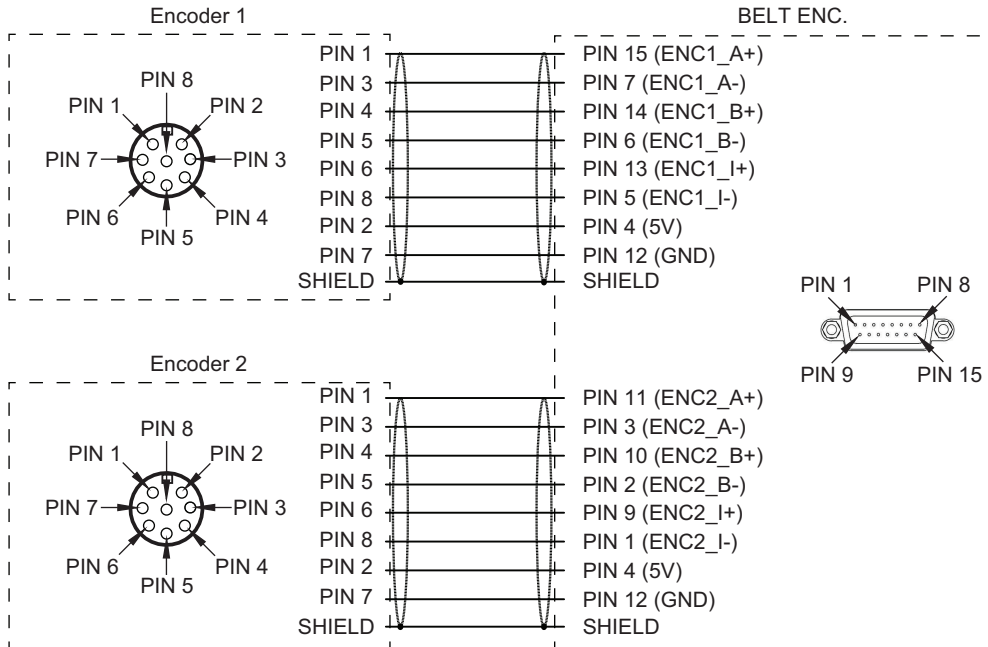 Encoder 1
BELT ENC.
PIN 8
PIN 1
PIN 2
PIN 7
PIN 3
PIN 6
PIN 4
PIN 5
PIN 1 PIN 15 (ENC1_A+)
PIN 3 PIN 7 (ENC1_A-)
PIN 4 PIN 14 (ENC1_B+)
PIN 5 PIN 6 (ENC1_B-)
PIN 6 PIN 13 (ENC1_I+)
PIN 8 PIN 5 (ENC1_I-)
PIN 2 PIN 4 (5V)
PIN 7 PIN 12 (GND)
SHIELD SHIELD
PIN 1 PIN 8
PIN 9 PIN 15
Encoder 2
PIN 8
PIN 1
PIN 2
PIN 7
PIN 3
PIN 6
PIN 4
PIN 5
PIN 1 PIN 11 (ENC2_A+)
PIN 3 PIN 3 (ENC2_A-)
PIN 4 PIN 10 (ENC2_B+)
PIN 5 PIN 2 (ENC2_B-)
PIN 6 PIN 9 (ENC2_I+)
PIN 8 PIN 1 (ENC2_I-)
PIN 2 PIN 4 (5V)
PIN 7 PIN 12 (GND)
SHIELD SHIELD